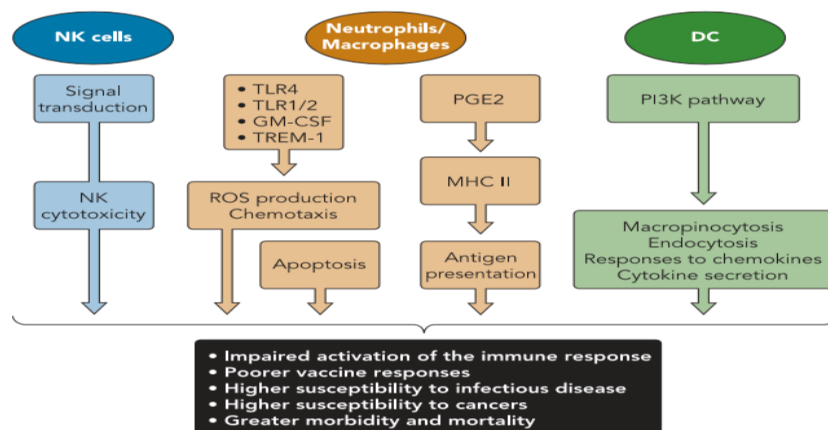 NK cells
Neutrophils/
Macrophages
DC
Signal
transduction
• TLR4
• TLR1/2
• GM-CSF
• TREM-1
PGE2
PI3K pathway
NK
cytotoxicity
ROS production
Chemotaxis
MHC II
Apoptosis
Antigen
presentation
Macropinocytosis
Endocytosis
Responses to chemokines
Cytokine secretion
• Impaired activation of the immune response
• Poorer vaccine responses
• Higher susceptibility to infectious disease
• Higher susceptibility to cancers
• Greater morbidity and mortality